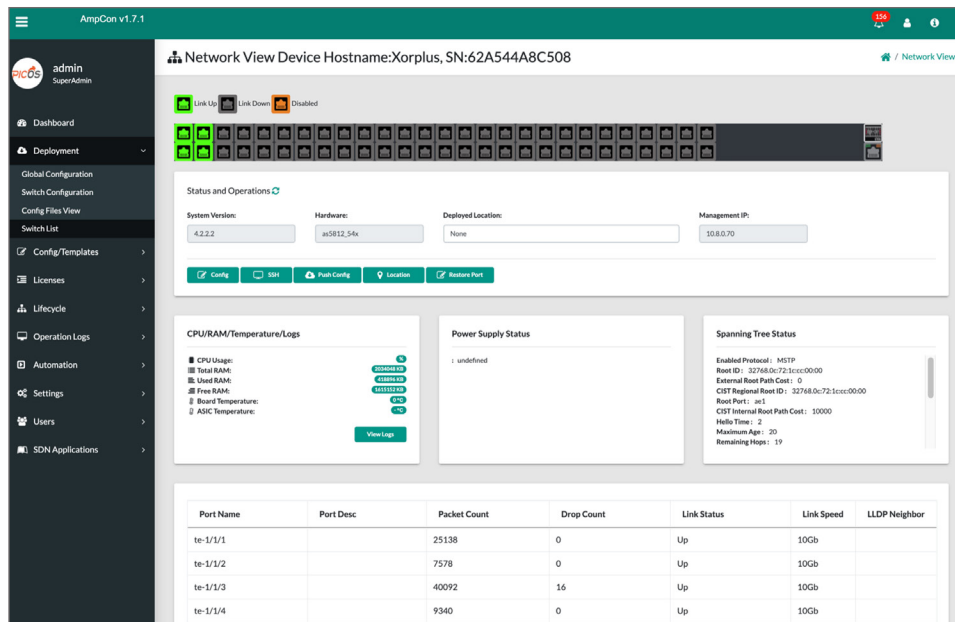 AmpCon v1.7.1
156
PICOS
admin
SuperAdmin
Network View Device Hostname:Xorplus, SN:62A544A8C508
/ Network View
Link Up
Link Down
Disabled
Dashboard
Deployment
Global Configuration
Switch Configuration
Config Files View
Switch List
Config/Templates
Licenses
Lifecycle
Operation Logs
Automation
Settings
Users
SDN Applications
Status and Operations
System Version:
Hardware:
Deployed Location:
Management IP:
4.2.2.2
as5812_54x
None
10.8.0.70
Config
SSH
Push Config
Location
Restore Port
CPU/RAM/Temperature/Logs
CPU Usage: %
Total RAM: 2034048 KB
Used RAM: 418896 KB
Free RAM: 1615152 KB
Board Temperature: 0 °C
ASIC Temperature: - °C
View Logs
Power Supply Status
: undefined
Spanning Tree Status
Enabled Protocol : MSTP
Root ID : 32768.0c:72:1c:cc:00:00
External Root Path Cost : 0
CIST Regional Root ID : 32768.0c:72:1c:cc:00:00
Root Port : ae1
CIST Internal Root Path Cost : 10000
Hello Time : 2
Maximum Age : 20
Remaining Hops : 19
Port Name Port Desc Packet Count Drop Count Link Status Link Speed LLDP Neighbor
te-1/1/1 25138 0 Up 10Gb
te-1/1/2 7578 0 Up 10Gb
te-1/1/3 40092 16 Up 10Gb
te-1/1/4 9340 0 Up 10Gb